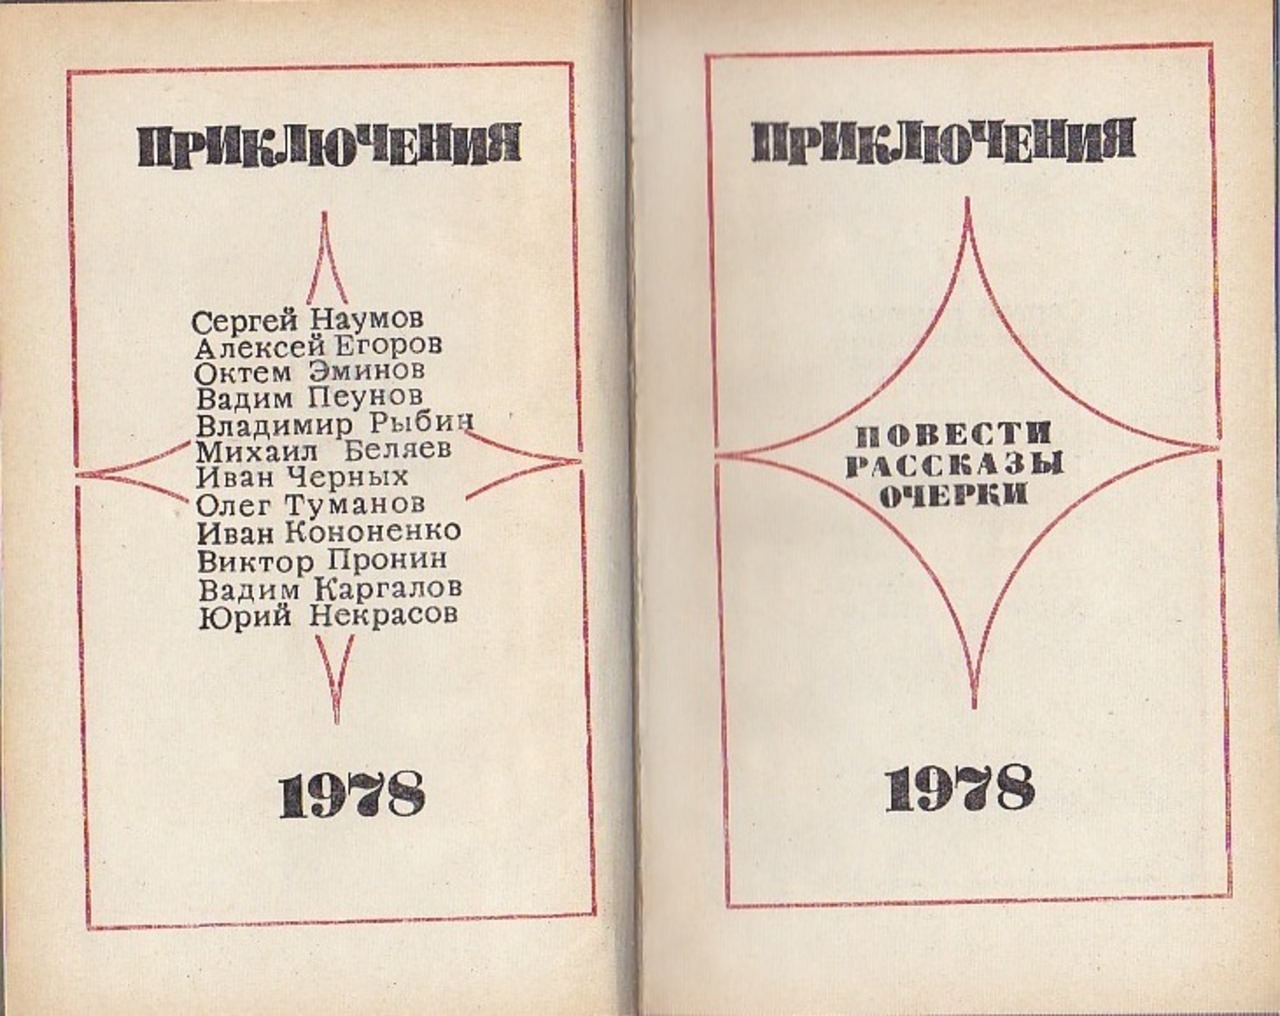 ПРИКЛЮЧЕНИЯ
Сергей Наумов
Алексей Егоров
Октем Эминов
Вадим Пеунов
Владимир Рыбин
Михаил Беляев
Иван Черных
Олег Туманов
Иван Кононенко
Виктор Пронин
Вадим Каргалов
Юрий Некрасов
1978
ПРИКЛЮЧЕНИЯ
ПОВЕСТИ
РАССКАЗЫ
ОЧЕРКИ
1978